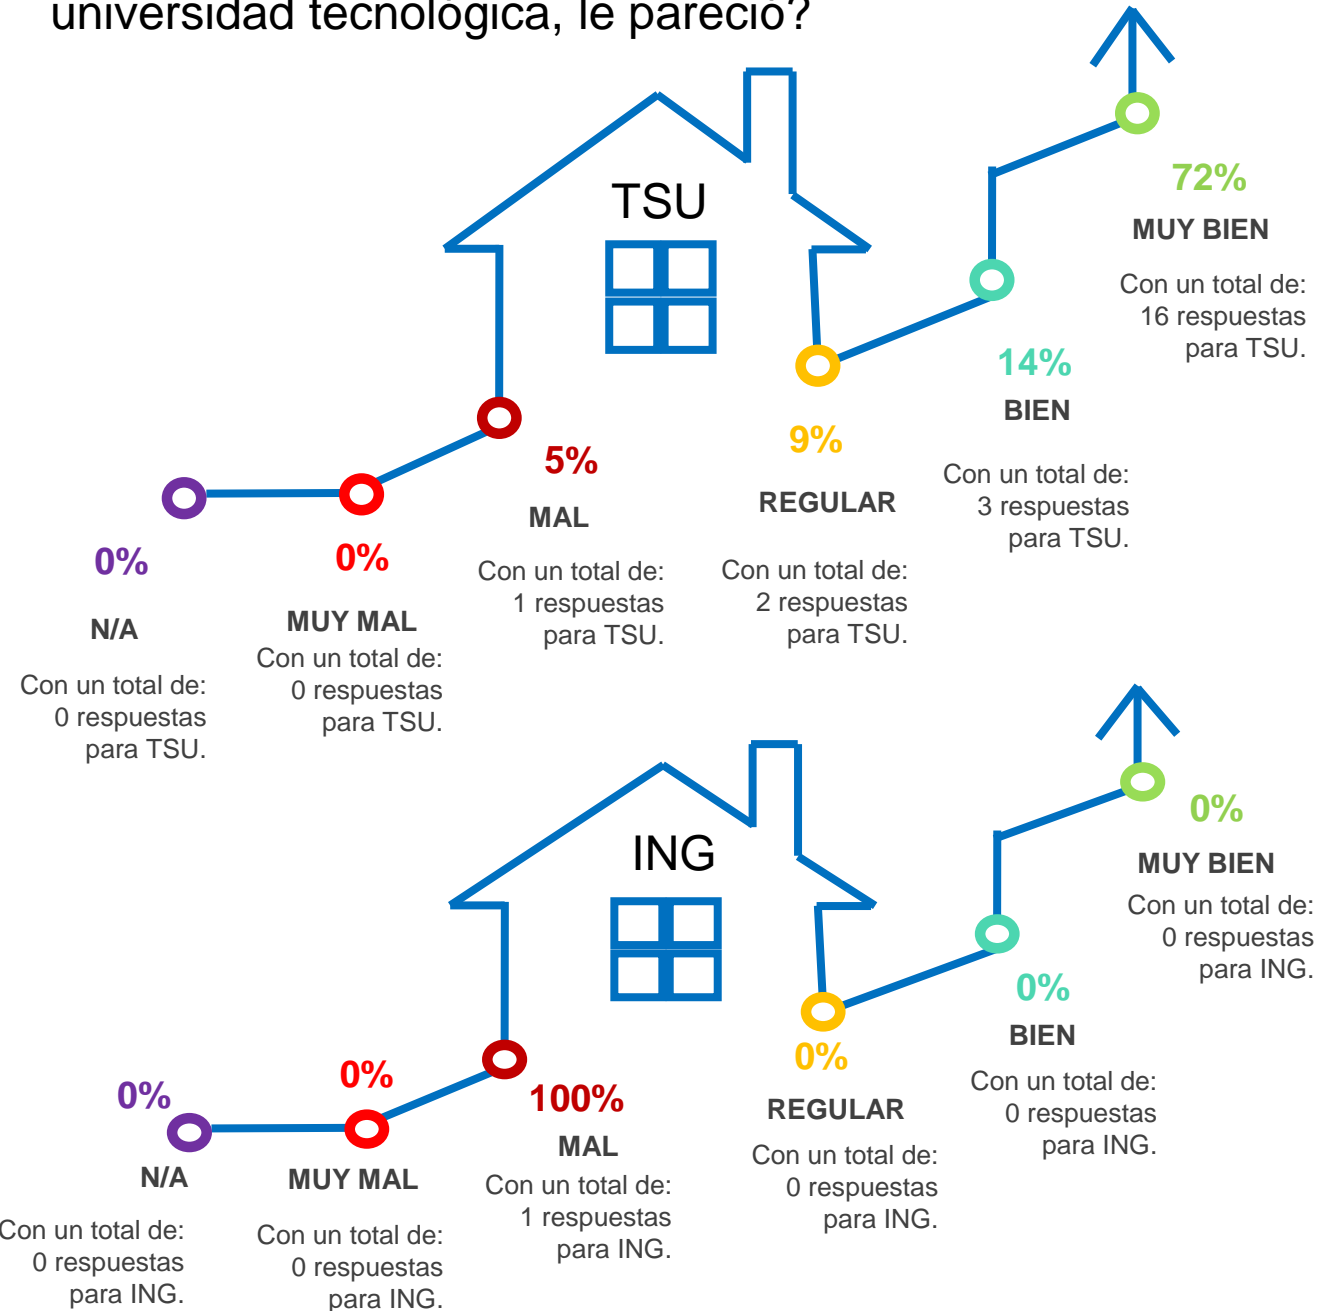 universidad tecnológica, le pareció?
TSU
72%
MUY BIEN
Con un total de:
16 respuestas
para TSU.
14%
BIEN
Con un total de:
3 respuestas
para TSU.
9%
REGULAR
Con un total de:
2 respuestas
para TSU.
5%
MAL
Con un total de:
1 respuestas
para TSU.
0%
MUY MAL
Con un total de:
0 respuestas
para TSU.
0%
N/A
Con un total de:
0 respuestas
para TSU.
ING
0%
MUY BIEN
Con un total de:
0 respuestas
para ING.
0%
BIEN
Con un total de:
0 respuestas
para ING.
0%
REGULAR
Con un total de:
0 respuestas
para ING.
100%
MAL
Con un total de:
1 respuestas
para ING.
0%
MUY MAL
Con un total de:
0 respuestas
para ING.
0%
N/A
Con un total de:
0 respuestas
para ING.